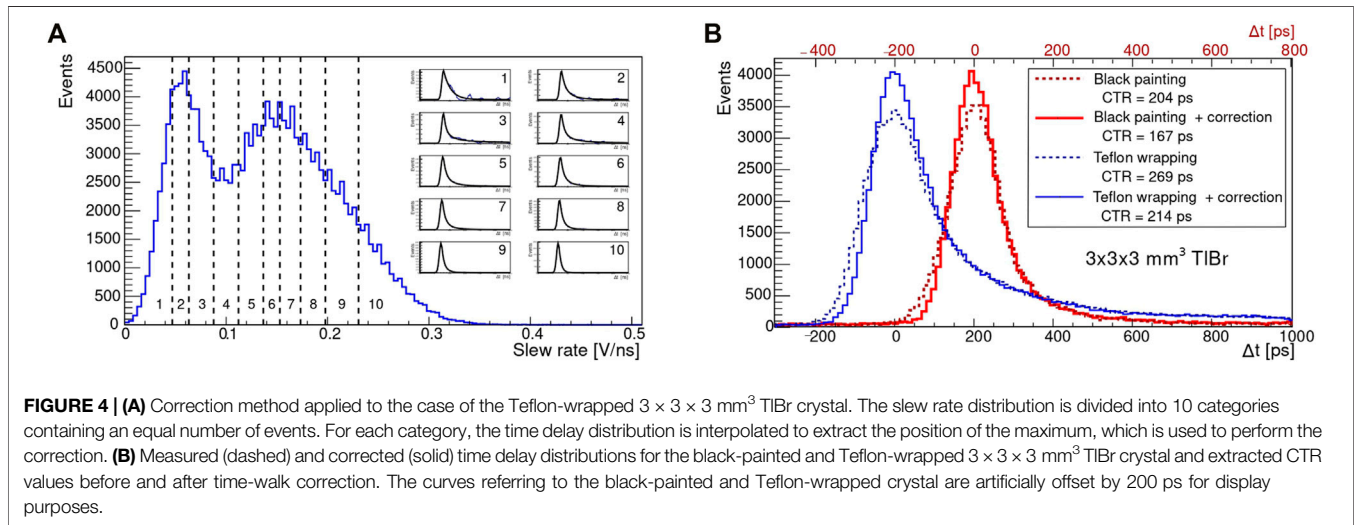 A
Events
4500
4000
3500
3000
2500
2000
1500
1000
500
0
1 2 3 4 5 6 7 8 9 10
0 0.1 0.2 0.3 0.4 0.5
Slew rate [V/ns]
1 2
3 4
5 6
7 8
9 10
B
Δt [ps]
−400 −200 0 200 400 600 800
Events
4000
3500
3000
2500
2000
1500
1000
500
0
Black painting
CTR = 204 ps
Black painting + correction
CTR = 167 ps
Teflon wrapping
CTR = 269 ps
Teflon wrapping + correction
CTR = 214 ps
3x3x3 mm³ TlBr
−200 0 200 400 600 800 1000
Δt [ps]
FIGURE 4 | (A) Correction method applied to the case of the Teflon-wrapped 3 × 3 × 3 mm³ TlBr crystal. The slew rate distribution is divided into 10 categories
containing an equal number of events. For each category, the time delay distribution is interpolated to extract the position of the maximum, which is used to perform the
correction. (B) Measured (dashed) and corrected (solid) time delay distributions for the black-painted and Teflon-wrapped 3 × 3 × 3 mm³ TlBr crystal and extracted CTR
values before and after time-walk correction. The curves referring to the black-painted and Teflon-wrapped crystal are artificially offset by 200 ps for display
purposes.